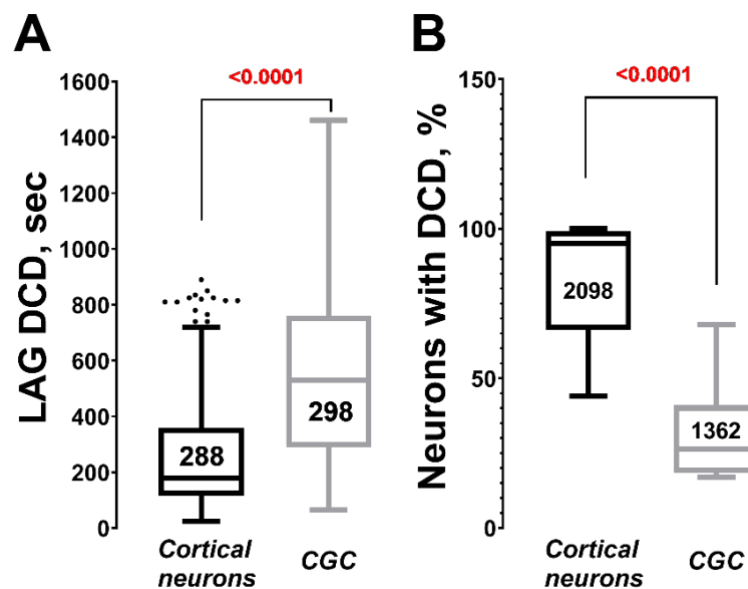 A
LAG DCD, sec
1600
1400
1200
1000
800
600
400
200
0
<0.0001
288
298
Cortical
neurons
CGC
B
Neurons with DCD, %
150
100
50
0
<0.0001
2098
1362
Cortical
neurons
CGC